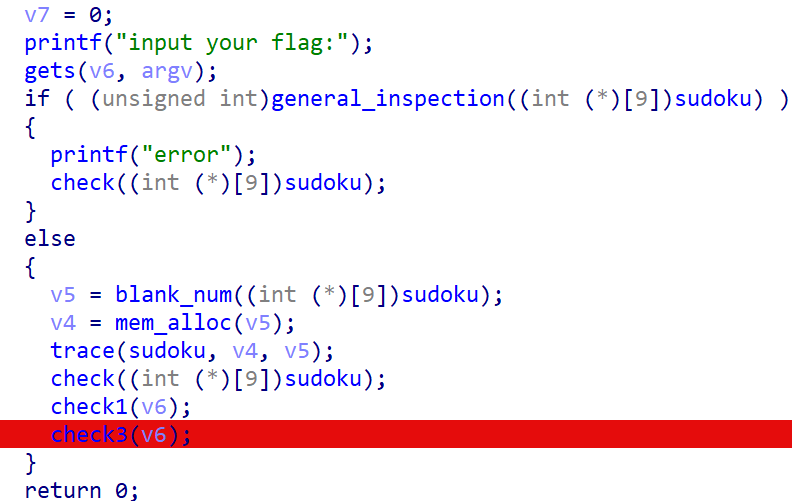 v7 = 0;
printf("input your flag:");
gets(v6, argv);
if ( (unsigned int)general_inspection((int (*)[9])sudoku) )
{
  printf("error");
  check((int (*)[9])sudoku);
}
else
{
  v5 = blank_num((int (*)[9])sudoku);
  v4 = mem_alloc(v5);
  trace(sudoku, v4, v5);
  check((int (*)[9])sudoku);
  check1(v6);
  check3(v6);
}
return 0;